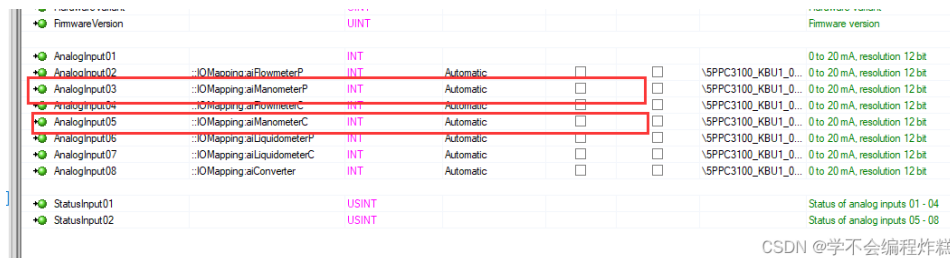 FirmwareVersion UINT Firmware version
AnalogInput01 INT 0 to 20 mA, resolution 12 bit
AnalogInput02 ::IOMapping:aiFlowmeterP INT Automatic \5PPC3100_KBU1_0... 0 to 20 mA, resolution 12 bit
AnalogInput03 ::IOMapping:aiManometerP INT Automatic \5PPC3100_KBU1_0... 0 to 20 mA, resolution 12 bit
AnalogInput04 ::IOMapping:aiFlowmeterC INT Automatic \5PPC3100_KBU1_0... 0 to 20 mA, resolution 12 bit
AnalogInput05 ::IOMapping:aiManometerC INT Automatic \5PPC3100_KBU1_0... 0 to 20 mA, resolution 12 bit
AnalogInput06 ::IOMapping:aiLiquidometerP INT Automatic \5PPC3100_KBU1_0... 0 to 20 mA, resolution 12 bit
AnalogInput07 ::IOMapping:aiLiquidometerC INT Automatic \5PPC3100_KBU1_0... 0 to 20 mA, resolution 12 bit
AnalogInput08 ::IOMapping:aiConverter INT Automatic \5PPC3100_KBU1_0... 0 to 20 mA, resolution 12 bit
StatusInput01 USINT Status of analog inputs 01 - 04
StatusInput02 USINT Status of analog inputs 05 - 08
CSDN @学不会编程炸糕